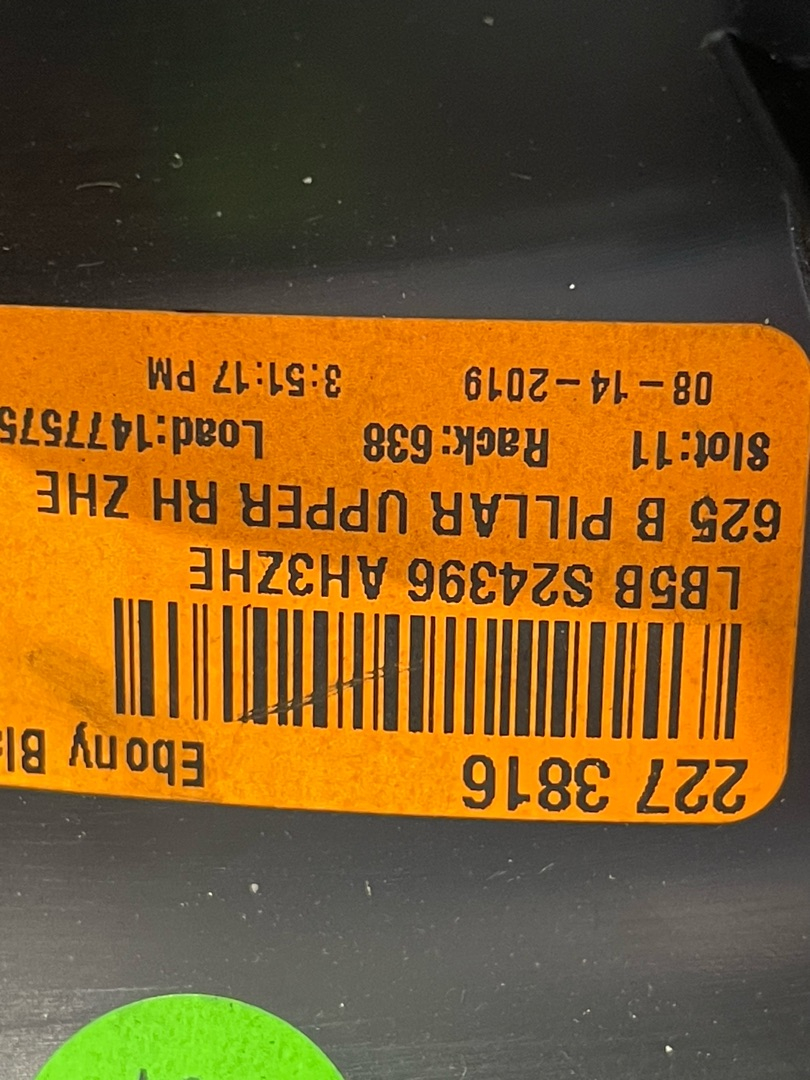 227 3816 Ebony
LB5B S24396 AH3ZHE
625 B PILLAR UPPER RH ZHE
Slot:11 Rack:638 Load:1477575
08-14-2019 3:51:17 PM